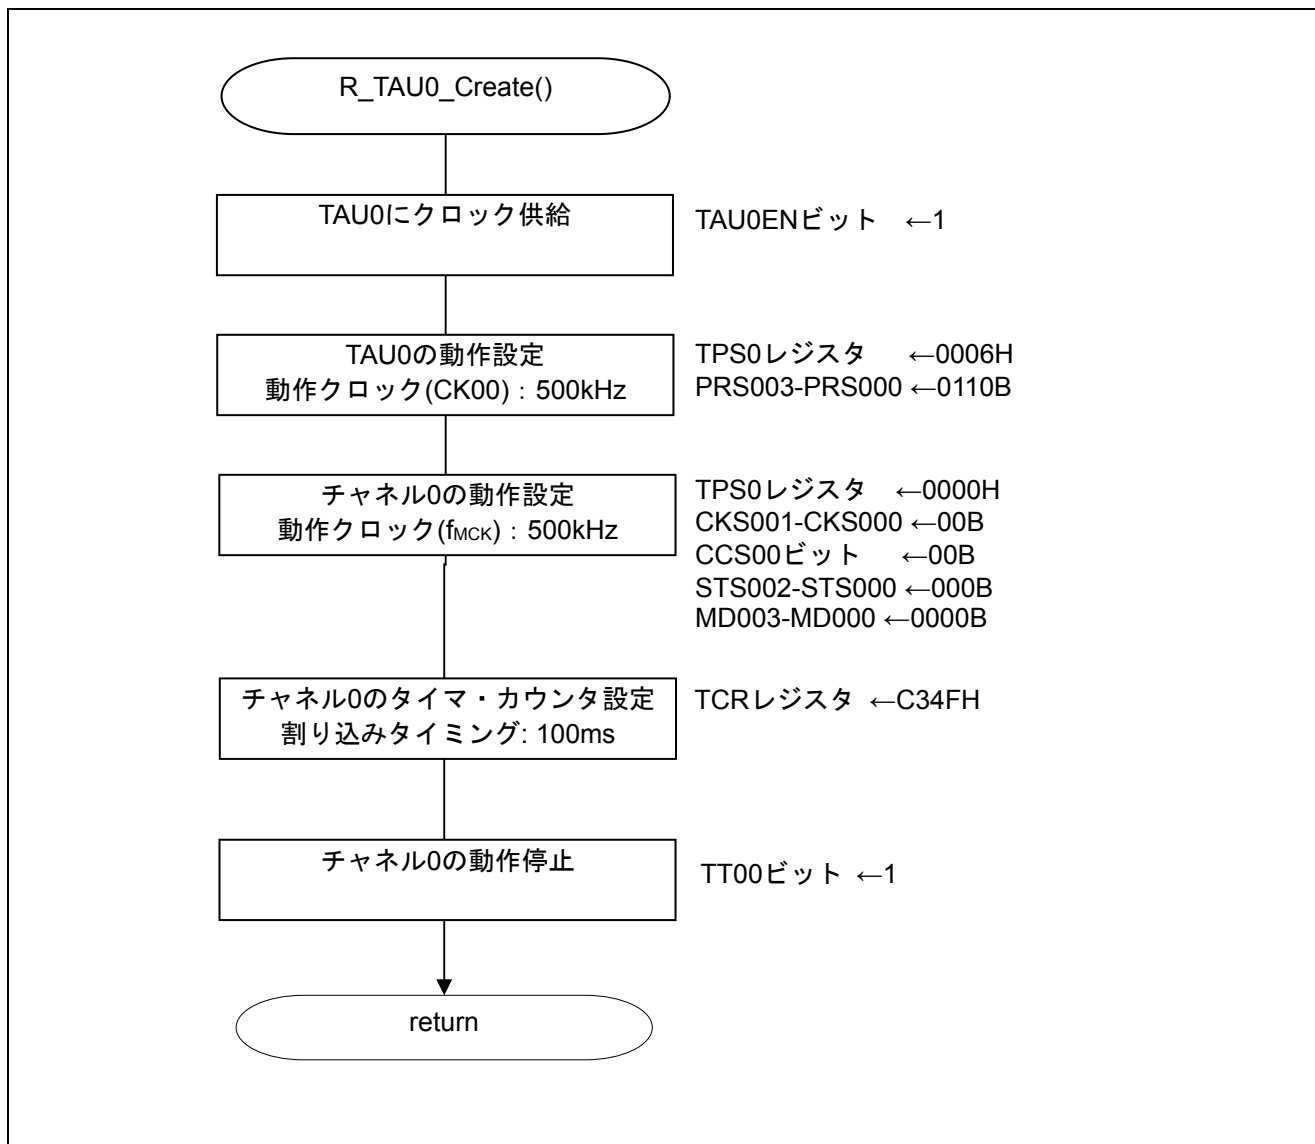 R_TAU0_Create()
TAU0にクロック供給
TAU0ENビット ←1
TAU0の動作設定
動作クロック(CK00)：500kHz
TPS0レジスタ ←0006H
PRS003-PRS000 ←0110B
チャネル0の動作設定
動作クロック(fMCK)：500kHz
TPS0レジスタ ←0000H
CKS001-CKS000 ←00B
CCS00ビット ←00B
STS002-STS000 ←000B
MD003-MD000 ←0000B
チャネル0のタイマ・カウンタ設定
割り込みタイミング: 100ms
TCRレジスタ ←C34FH
チャネル0の動作停止
TT00ビット ←1
return